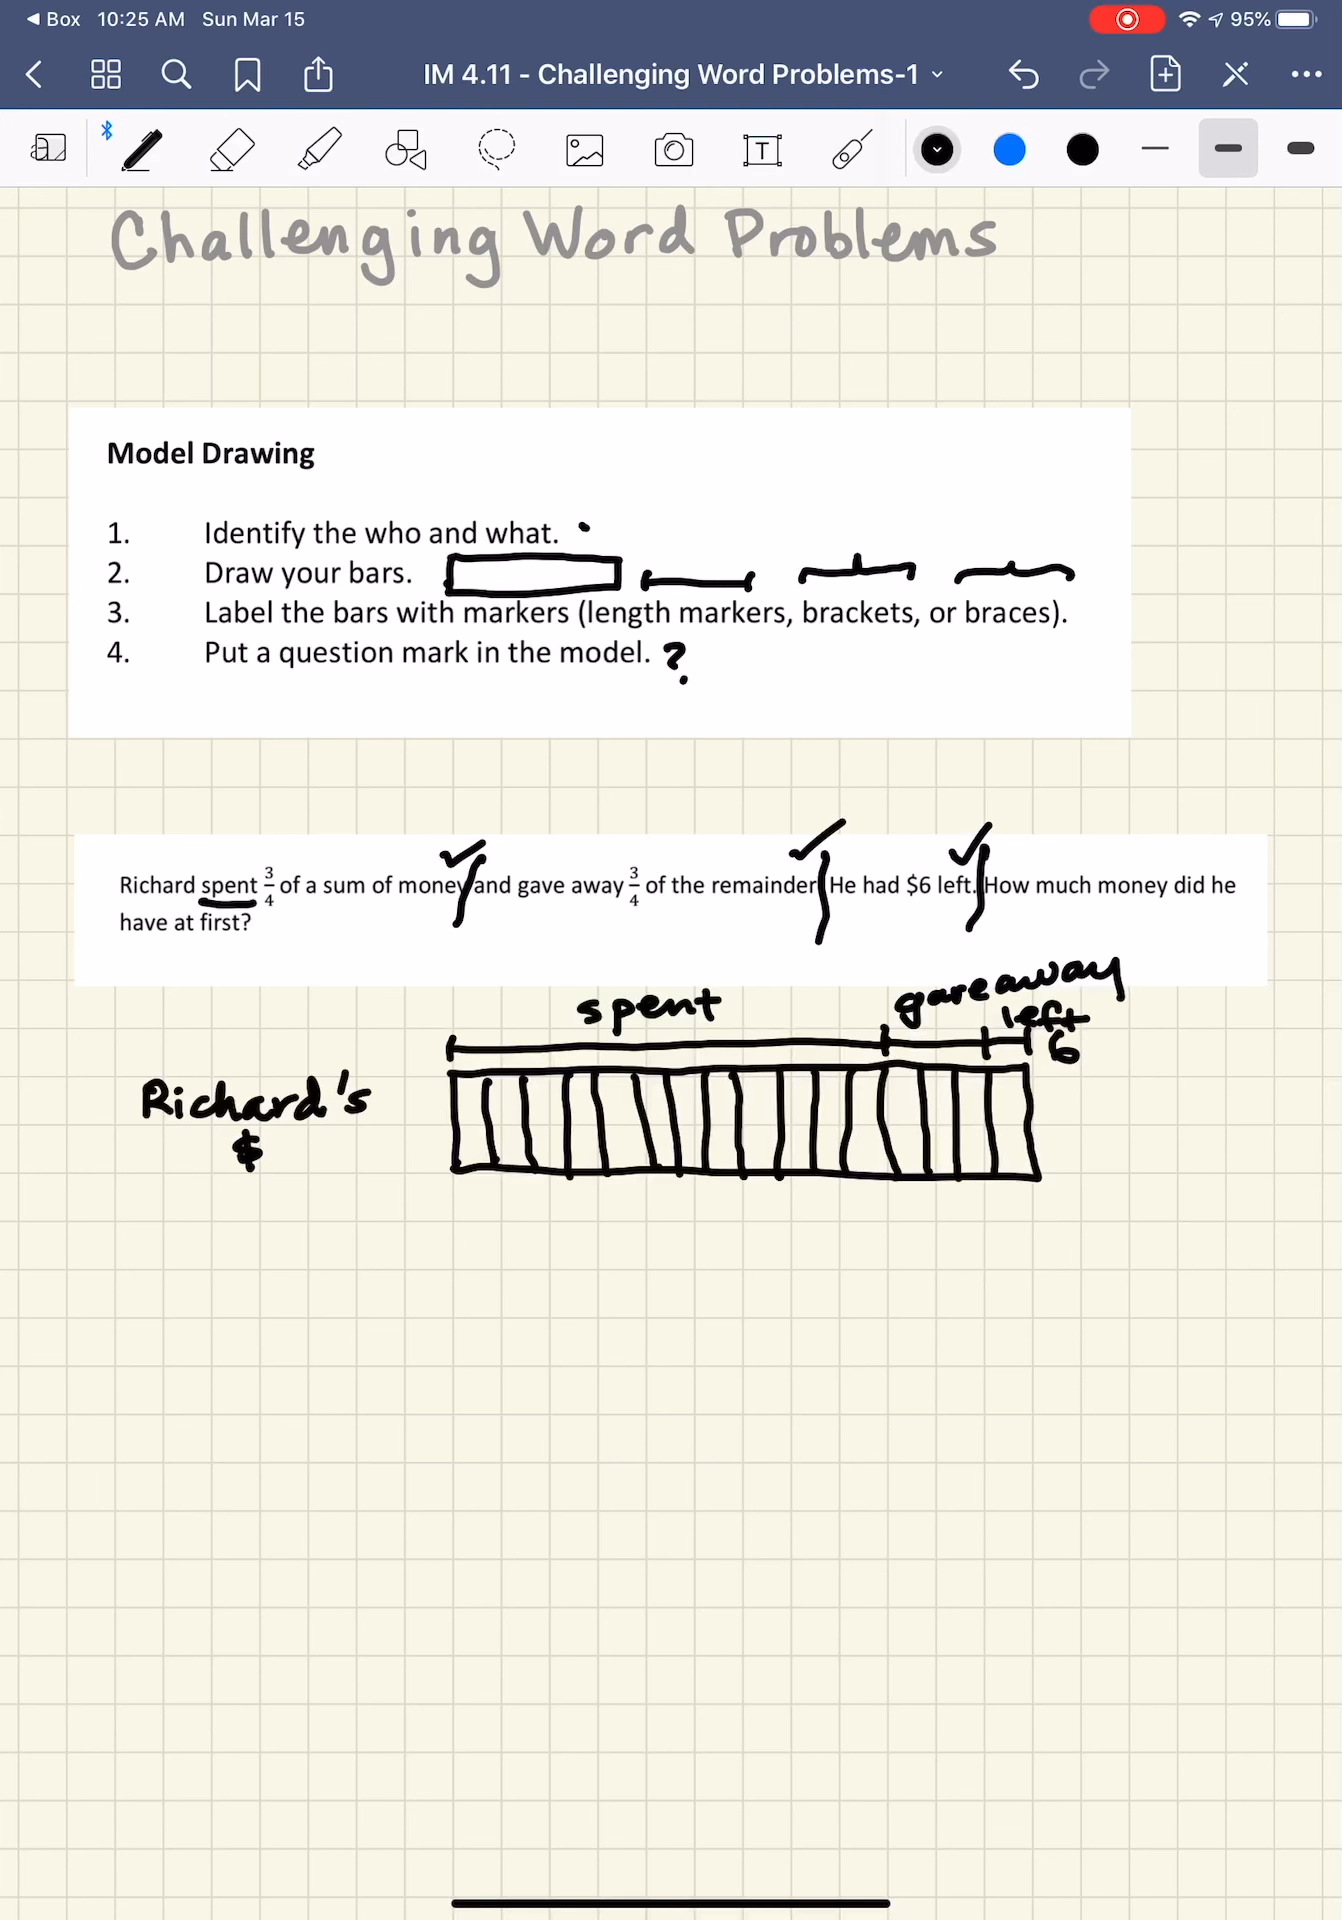 Box 10:25 AM Sun Mar 15 95%
IM 4.11 - Challenging Word Problems-1
T
Challenging Word Problems
Model Drawing
1. Identify the who and what.
2. Draw your bars.
3. Label the bars with markers (length markers, brackets, or braces).
4. Put a question mark in the model. ?
Richard spent 3/4 of a sum of money and gave away 3/4 of the remainder. He had $6 left. How much money did he
have at first?
spent gave away
left
6
Richard's
$